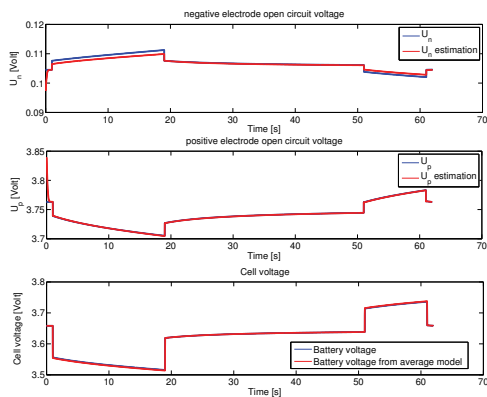 negative electrode open circuit voltage
U_n [Volt]
0.12
0.11
0.1
0.09
0 10 20 30 40 50 60 70
Time [s]
U_n
U_n estimation
positive electrode open circuit voltage
U_p [Volt]
3.85
3.8
3.75
3.7
0 10 20 30 40 50 60 70
Time [s]
U_p
U_p estimation
Cell voltage
Cell voltage [Volt]
3.8
3.7
3.6
3.5
0 10 20 30 40 50 60 70
Time [s]
Battery voltage
Battery voltage from average model